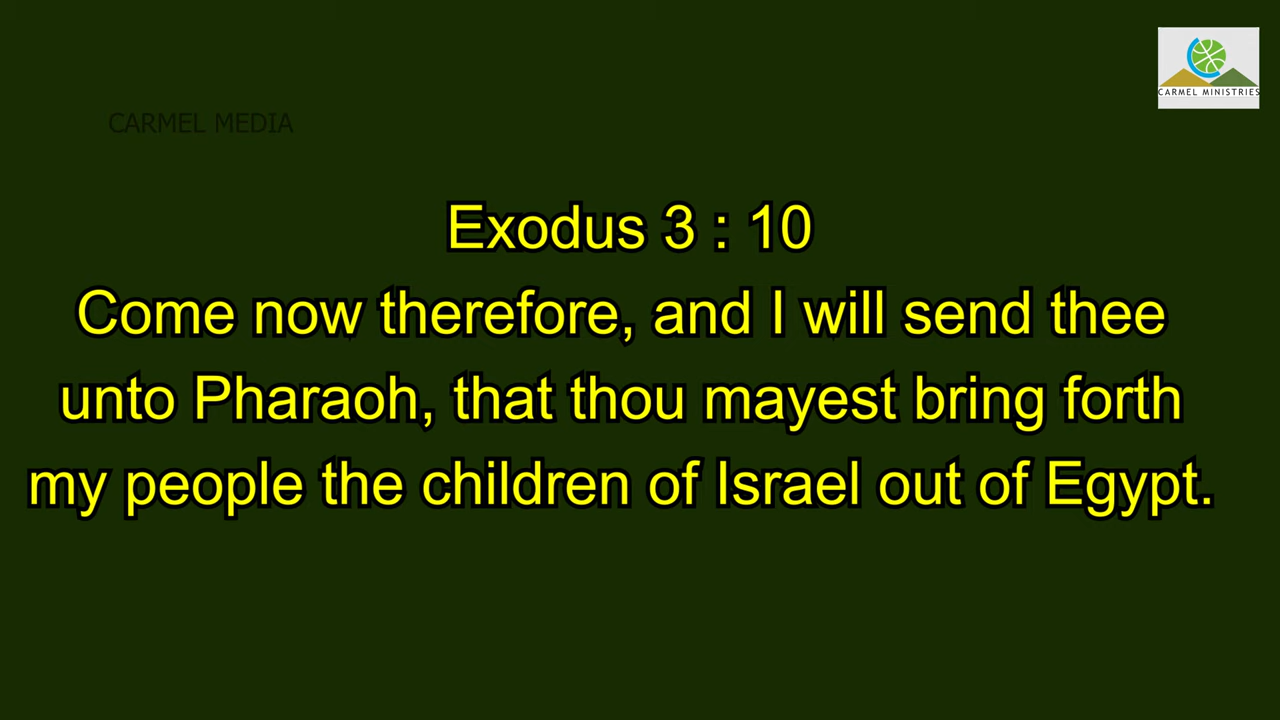 CARMEL MINISTRIES
CARMEL MEDIA
Exodus 3 : 10
Come now therefore, and I will send thee
unto Pharaoh, that thou mayest bring forth
my people the children of Israel out of Egypt.